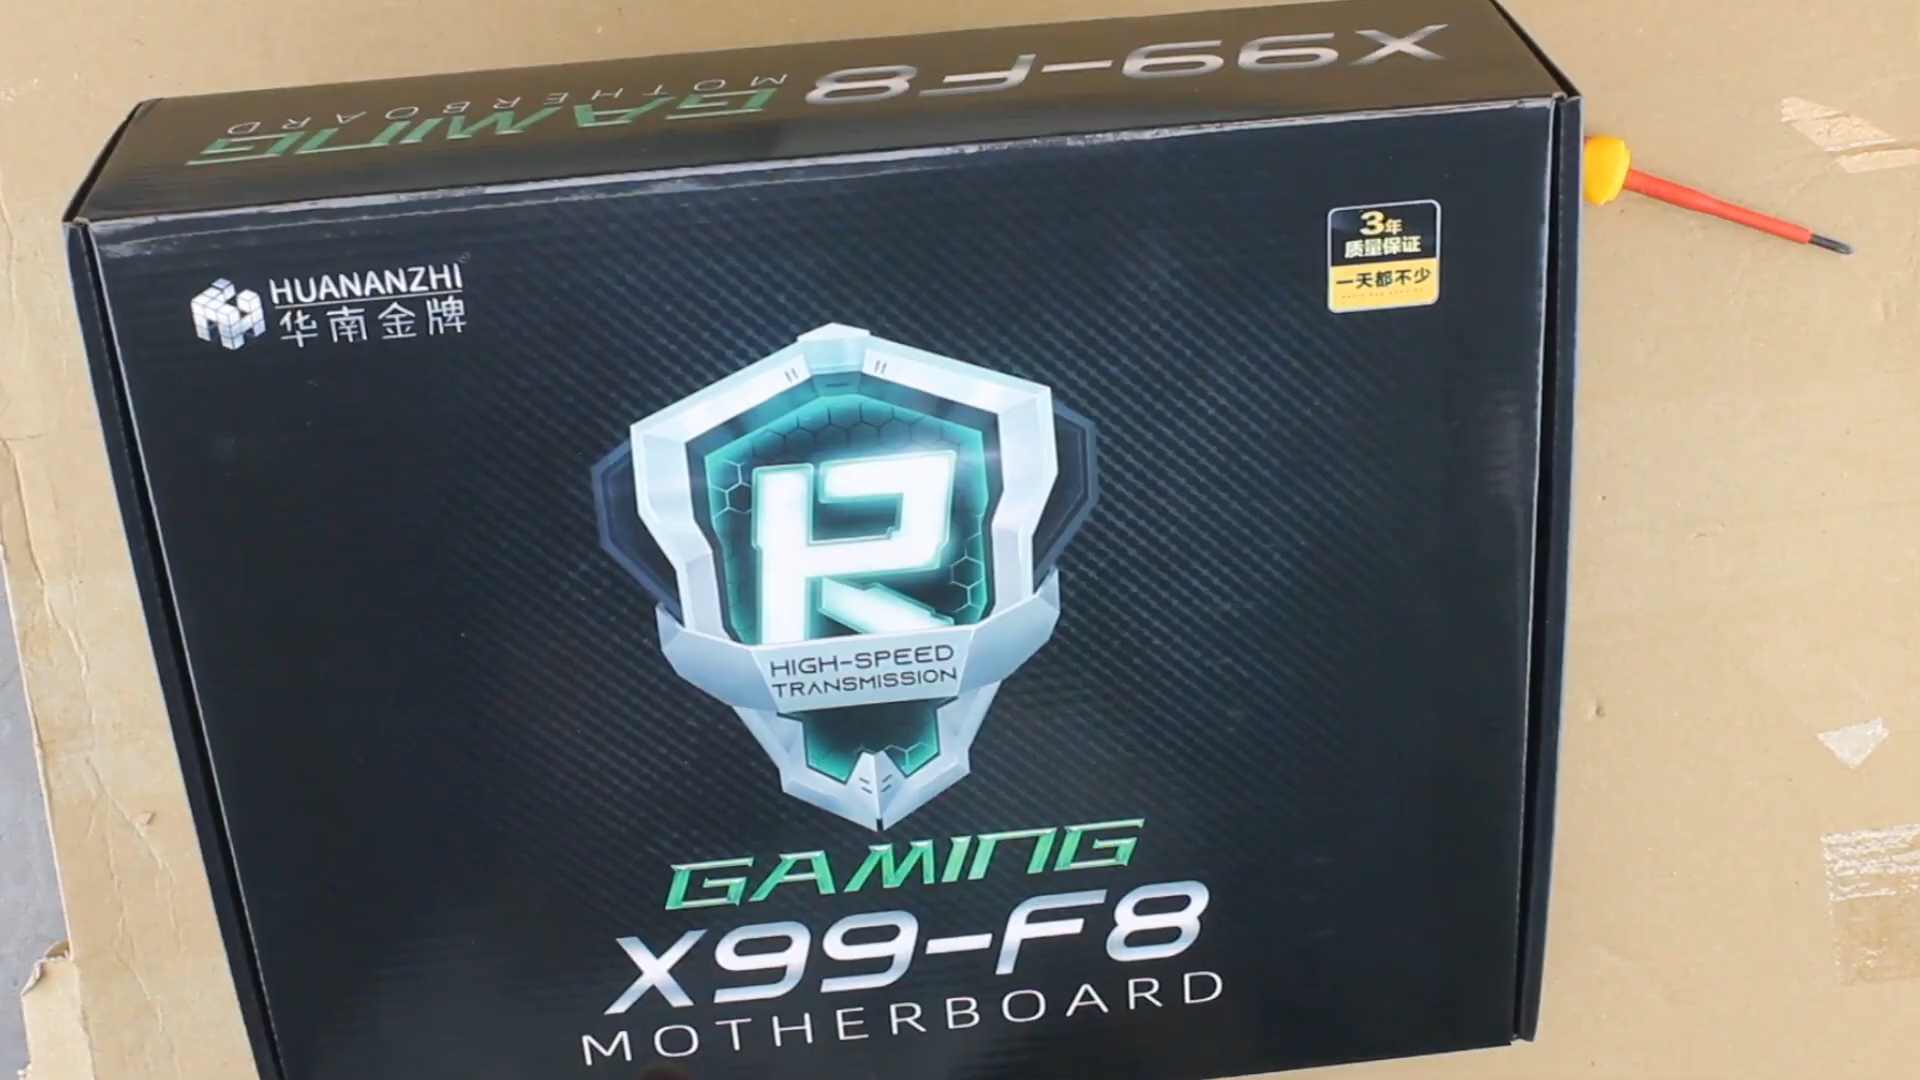 X99-F8
GAMING
MOTHERBOARD
HUANANZHI
华南金牌
3年
质量保证
一天都不少
R
HIGH-SPEED
TRANSMISSION
GAMING
X99-F8
MOTHERBOARD